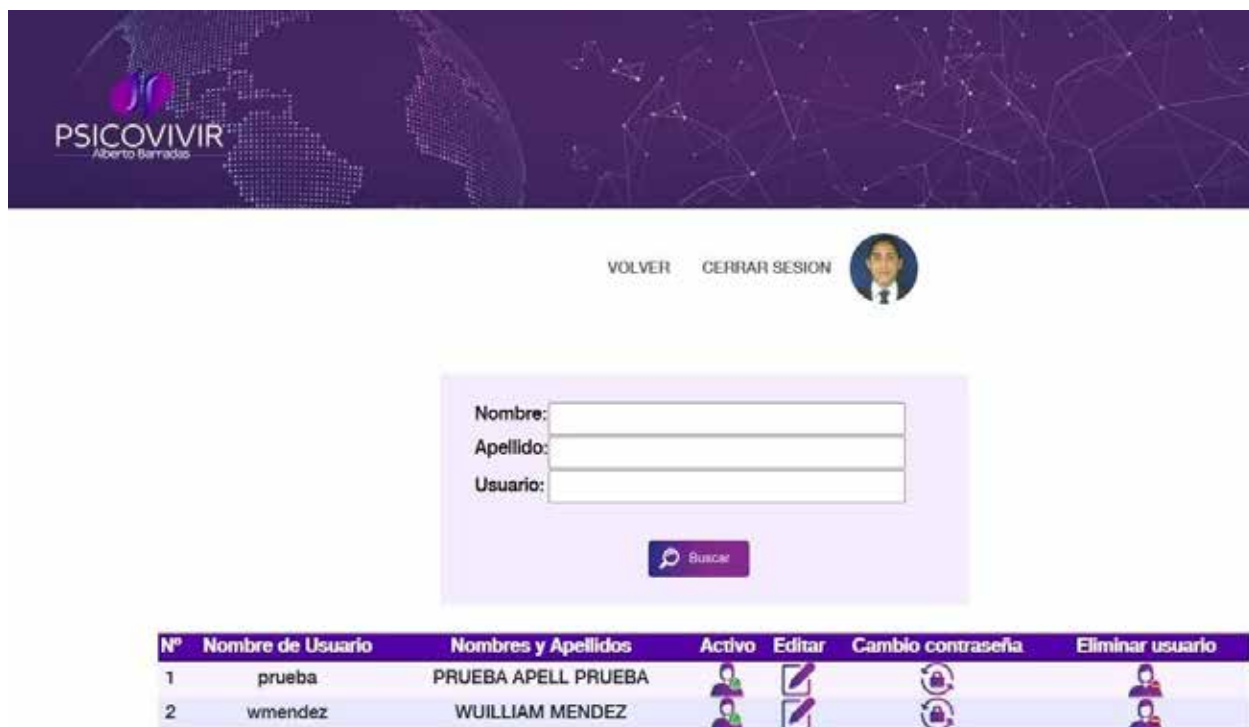 PSICOVIVIR
Alberto Barradas
VOLVER CERRAR SESION
Nombre:
Apellido:
Usuario:
Buscar
Nº Nombre de Usuario Nombres y Apellidos Activo Editar Cambio contraseña Eliminar usuario
1 prueba PRUEBA APELL PRUEBA
2 wmendez WUILLIAM MENDEZ